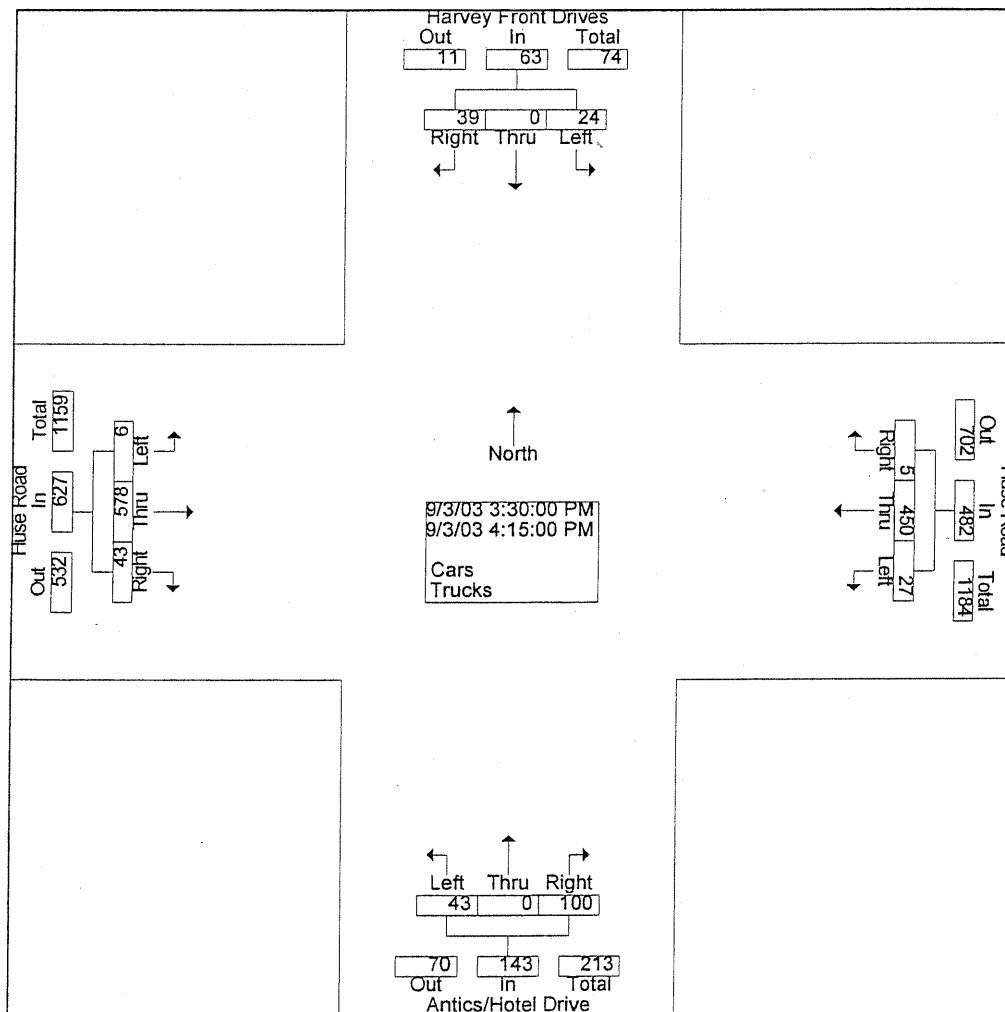 Harvey Front Drives
Out In Total
11 63 74
39 0 24
Right Thru Left
Huse Road
Total In Out
1159 627 532
6 578 43
Left Thru Right
North
9/3/03 3:30:00 PM
9/3/03 4:15:00 PM
Cars
Trucks
Right Thru Left
5 450 27
702 482 1184
Out In Total
Road
Left Thru Right
43 0 100
70 143 213
Out In Total
Antics/Hotel Drive